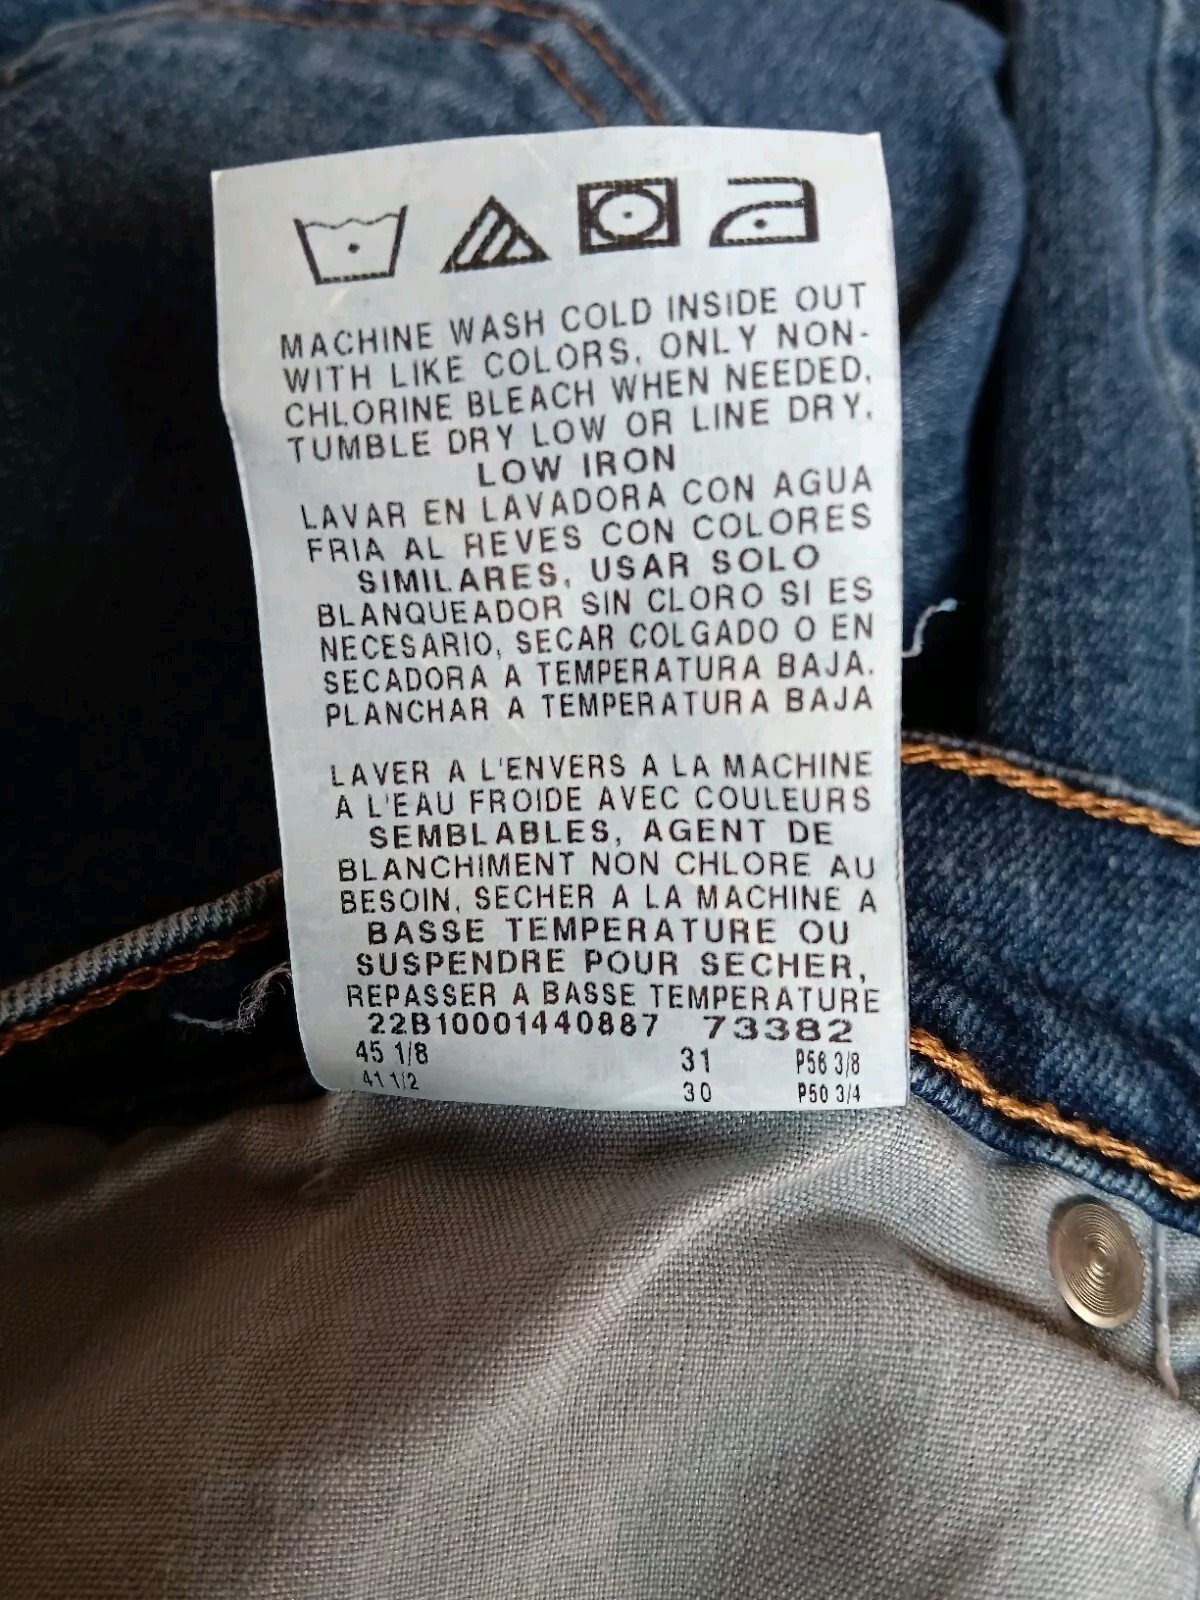 MACHINE WASH COLD INSIDE OUT
WITH LIKE COLORS, ONLY NON-
CHLORINE BLEACH WHEN NEEDED,
TUMBLE DRY LOW OR LINE DRY,
LOW IRON
LAVAR EN LAVADORA CON AGUA
FRIA AL REVES CON COLORES
SIMILARES, USAR SOLO
BLANQUEADOR SIN CLORO SI ES
NECESARIO, SECAR COLGADO O EN
SECADORA A TEMPERATURA BAJA.
PLANCHAR A TEMPERATURA BAJA
LAVER A L'ENVERS A LA MACHINE
A L'EAU FROIDE AVEC COULEURS
SEMBLABLES, AGENT DE
BLANCHIMENT NON CHLORE AU
BESOIN, SECHER A LA MACHINE A
BASSE TEMPERATURE OU
SUSPENDRE POUR SECHER,
REPASSER A BASSE TEMPERATURE
22B10001440887 73382
45 1/8 31 P56 3/8
41 1/2 30 P50 3/4